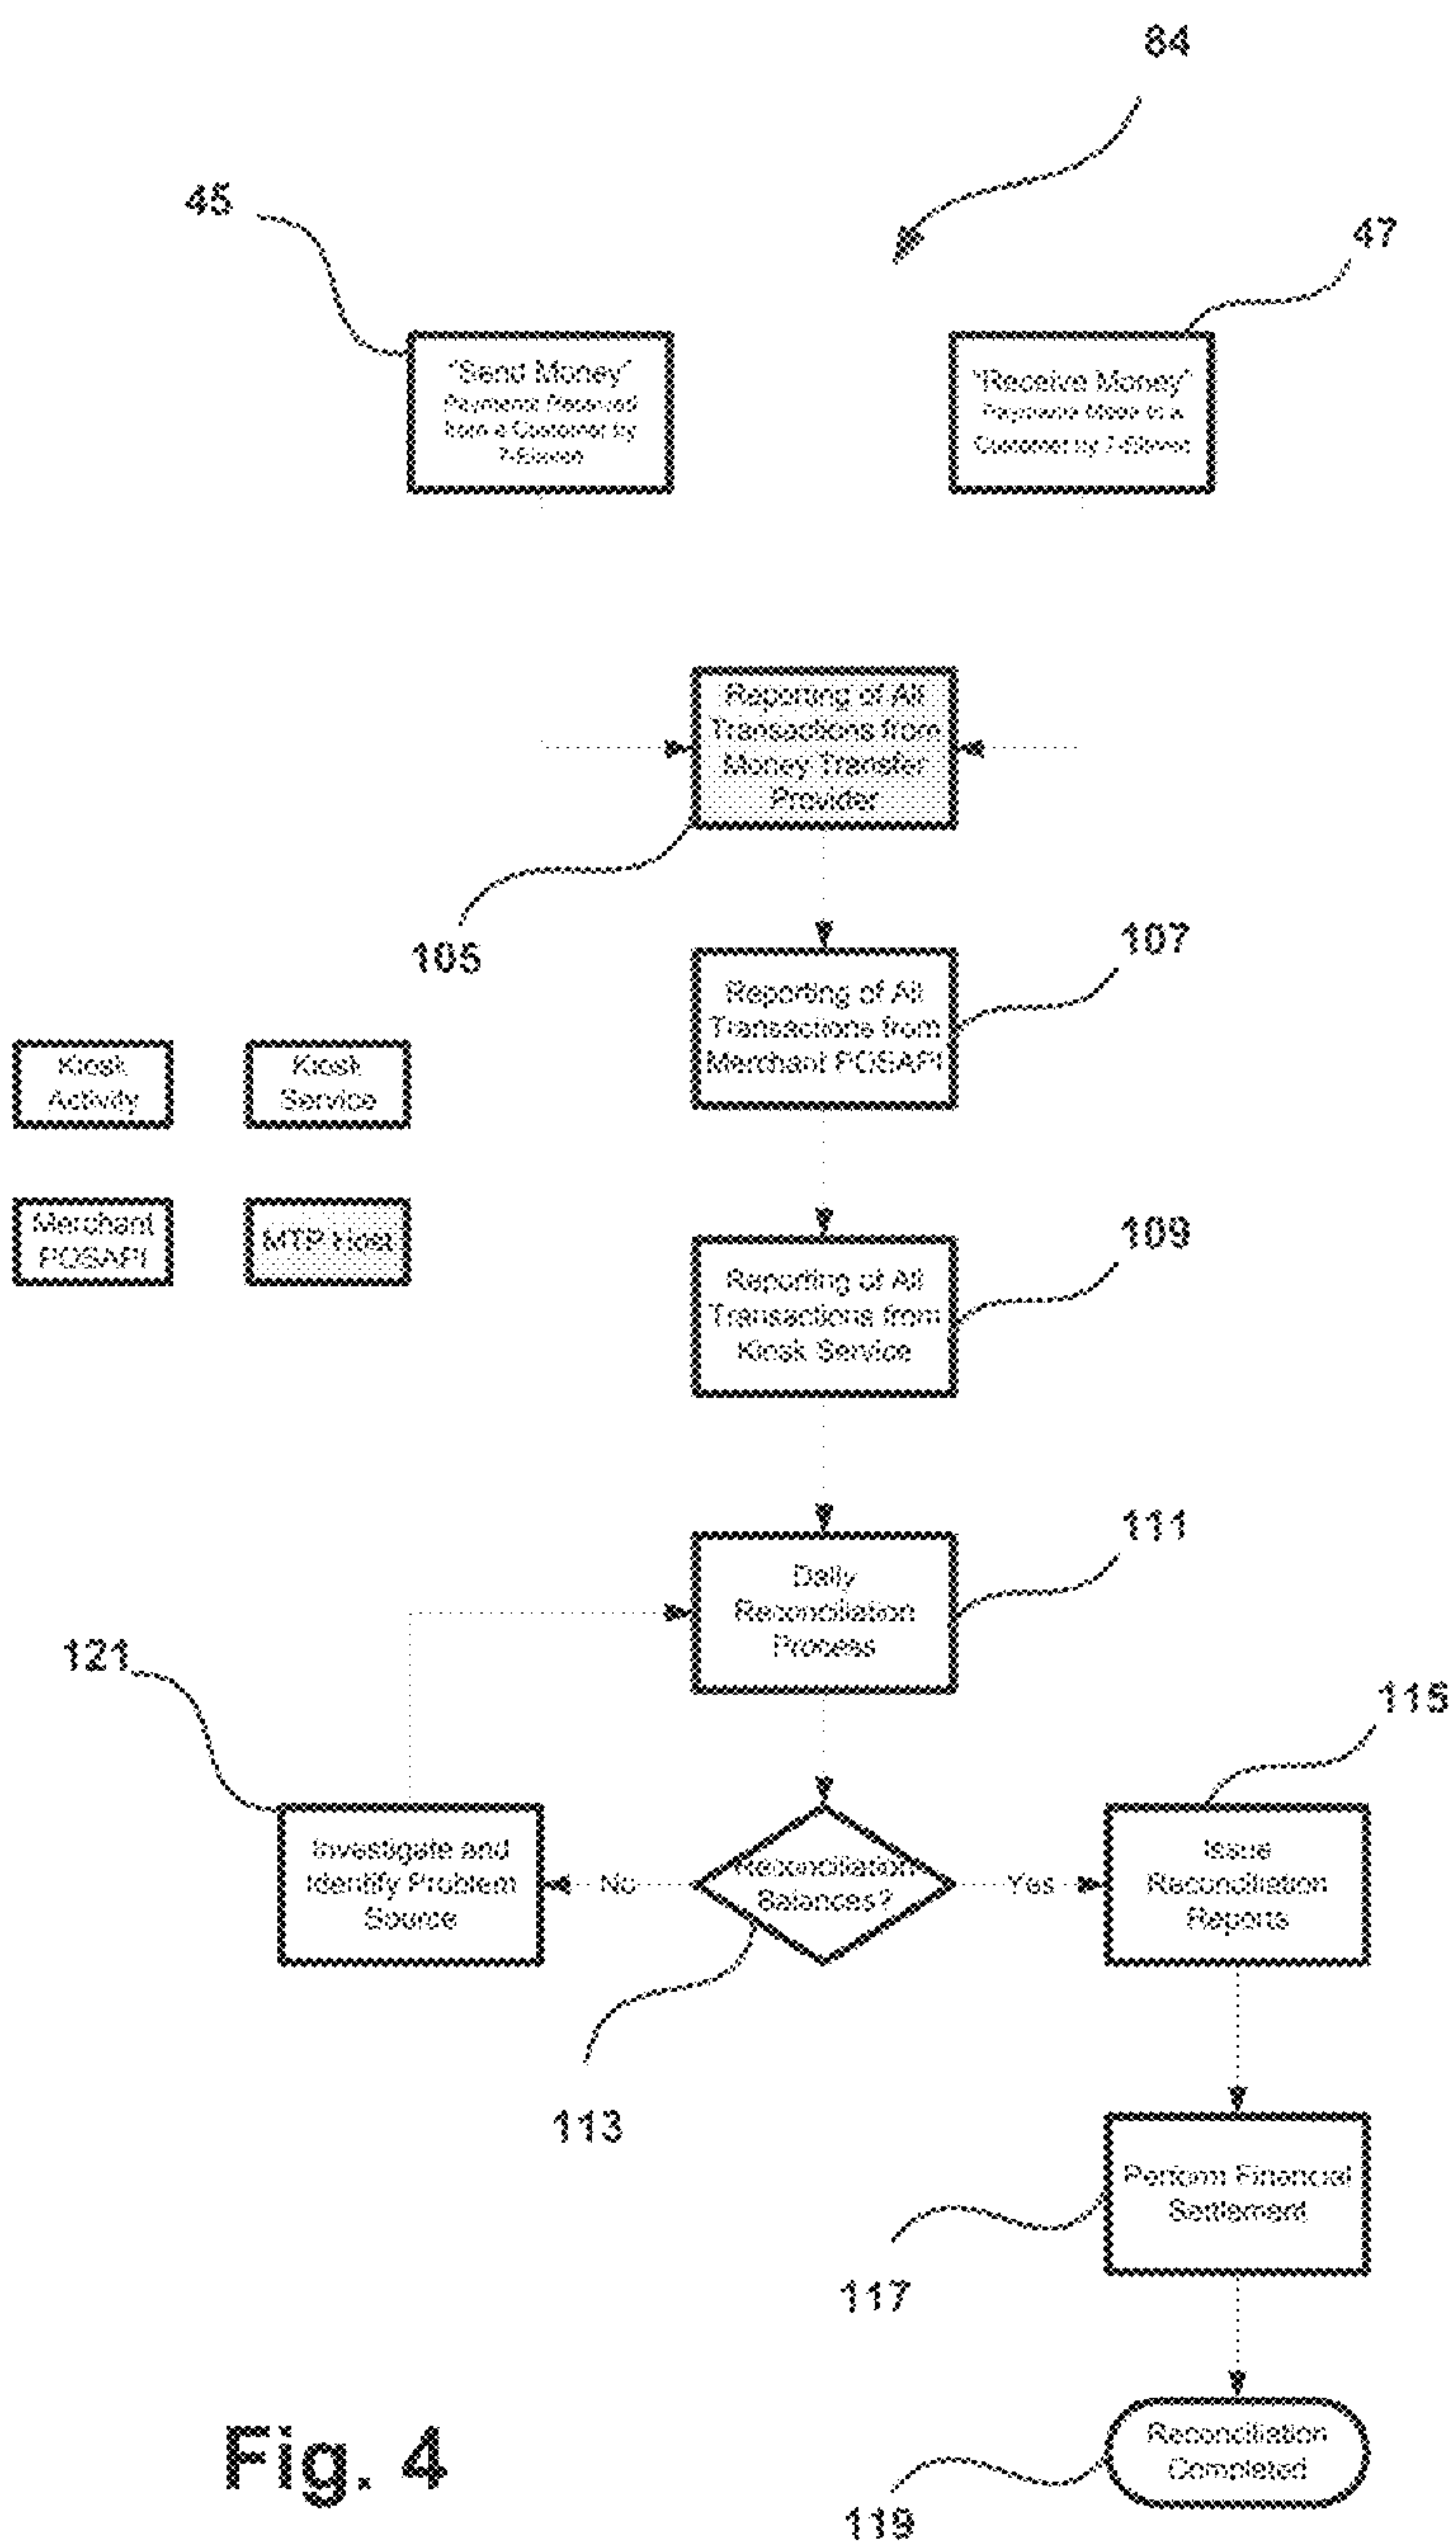 84
45
47
"Send Money"
Payments Received
from a Customer by
7-Eleven
"Receive Money"
Payments Made to a
Customer by 7-Eleven
Reporting of All
Transactions from
Money Transfer
Provider
105
107
Reporting of All
Transactions from
Merchant POSAPI
Kiosk
Activity
Kiosk
Service
Merchant
POSAPI
MTP Host
109
Reporting of All
Transactions from
Kiosk Service
111
Daily
Reconciliation
Process
121
115
Investigate and
Identify Problem
Source
No
Reconciliation
Balances?
Yes
Issue
Reconciliation
Reports
113
Perform Financial
Settlement
117
Reconciliation
Completed
119
Fig. 4